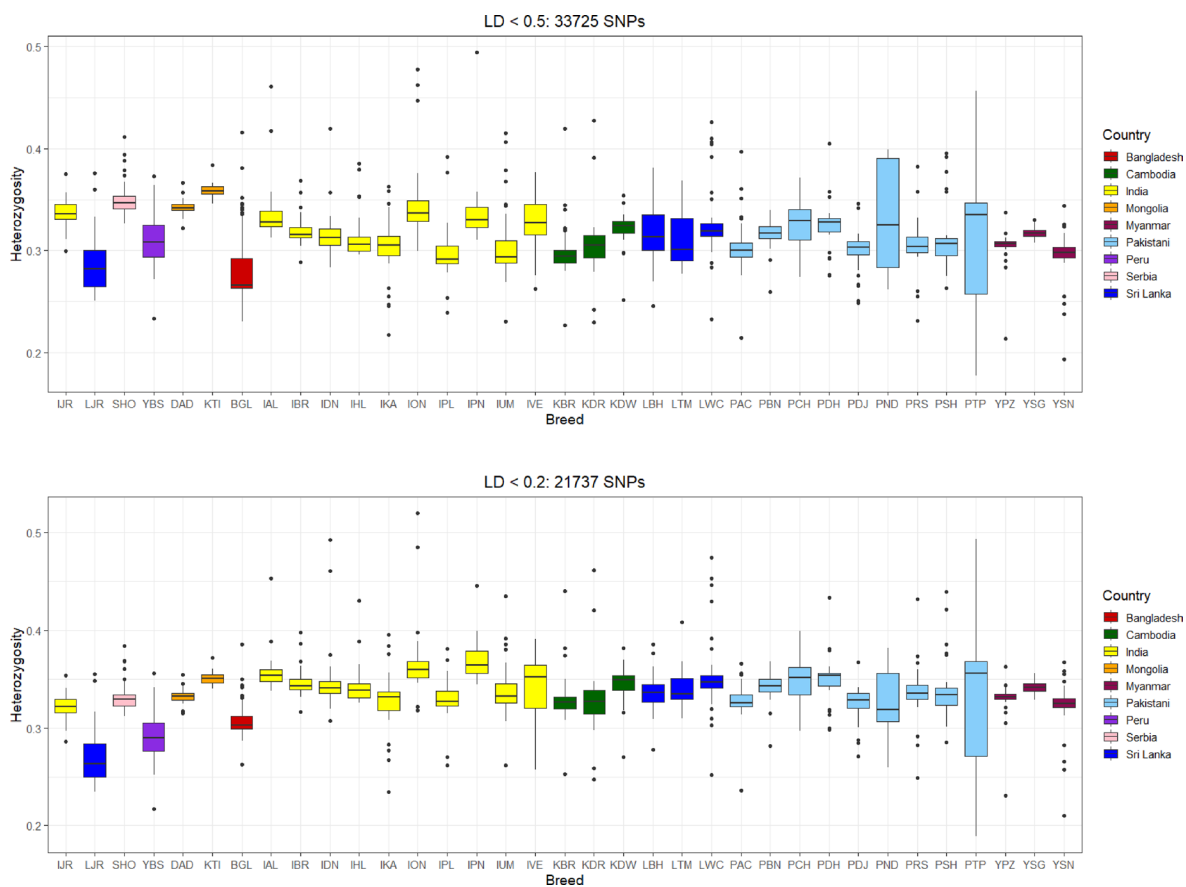 LD < 0.5: 33725 SNPs
0.5
0.4
0.3
0.2
Heterozygosity
IJR LJR SHO YBS DAD KTI BGL IAL IBR IDN IHL IKA ION IPL IPN IUM IVE KBR KDR KDW LBH LTM LWC PAC PBN PCH PDH PDJ PND PRS PSH PTP YPZ YSG YSN
Breed
Country
Bangladesh
Cambodia
India
Mongolia
Myanmar
Pakistani
Peru
Serbia
Sri Lanka
LD < 0.2: 21737 SNPs
0.5
0.4
0.3
0.2
Heterozygosity
IJR LJR SHO YBS DAD KTI BGL IAL IBR IDN IHL IKA ION IPL IPN IUM IVE KBR KDR KDW LBH LTM LWC PAC PBN PCH PDH PDJ PND PRS PSH PTP YPZ YSG YSN
Breed
Country
Bangladesh
Cambodia
India
Mongolia
Myanmar
Pakistani
Peru
Serbia
Sri Lanka